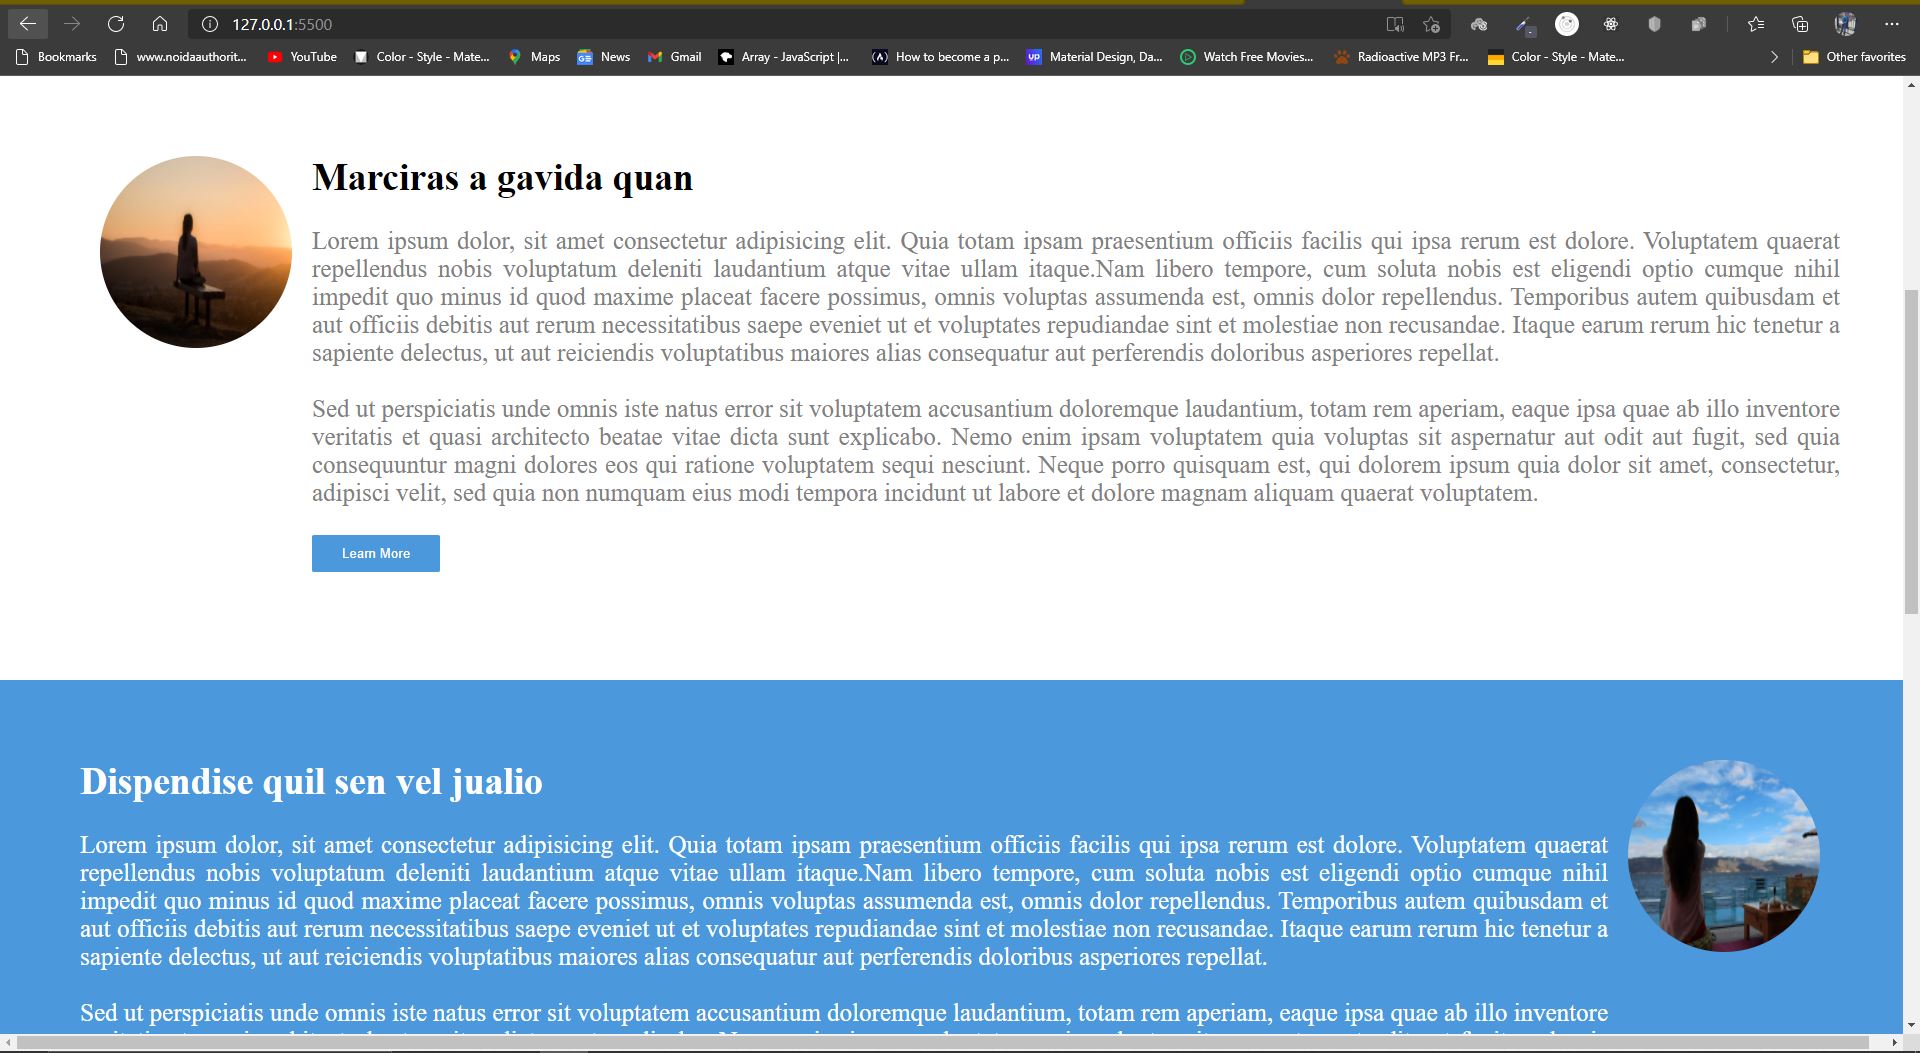 127.0.0.1:5500
Bookmarks www.noidaauthorit... YouTube Color - Style - Mate... Maps News Gmail Array - JavaScript |... How to become a p... Material Design, Da... Watch Free Movies... Radioactive MP3 Fr... Color - Style - Mate... Other favorites
Marciras a gavida quan
Lorem ipsum dolor, sit amet consectetur adipisicing elit. Quia totam ipsam praesentium officiis facilis qui ipsa rerum est dolore. Voluptatem quaerat
repellendus nobis voluptatum deleniti laudantium atque vitae ullam itaque.Nam libero tempore, cum soluta nobis est eligendi optio cumque nihil
impedit quo minus id quod maxime placeat facere possimus, omnis voluptas assumenda est, omnis dolor repellendus. Temporibus autem quibusdam et
aut officiis debitis aut rerum necessitatibus saepe eveniet ut et voluptates repudiandae sint et molestiae non recusandae. Itaque earum rerum hic tenetur a
sapiente delectus, ut aut reiciendis voluptatibus maiores alias consequatur aut perferendis doloribus asperiores repellat.
Sed ut perspiciatis unde omnis iste natus error sit voluptatem accusantium doloremque laudantium, totam rem aperiam, eaque ipsa quae ab illo inventore
veritatis et quasi architecto beatae vitae dicta sunt explicabo. Nemo enim ipsam voluptatem quia voluptas sit aspernatur aut odit aut fugit, sed quia
consequuntur magni dolores eos qui ratione voluptatem sequi nesciunt. Neque porro quisquam est, qui dolorem ipsum quia dolor sit amet, consectetur,
adipisci velit, sed quia non numquam eius modi tempora incidunt ut labore et dolore magnam aliquam quaerat voluptatem.
Learn More
Dispendise quil sen vel jualio
Lorem ipsum dolor, sit amet consectetur adipisicing elit. Quia totam ipsam praesentium officiis facilis qui ipsa rerum est dolore. Voluptatem quaerat
repellendus nobis voluptatum deleniti laudantium atque vitae ullam itaque.Nam libero tempore, cum soluta nobis est eligendi optio cumque nihil
impedit quo minus id quod maxime placeat facere possimus, omnis voluptas assumenda est, omnis dolor repellendus. Temporibus autem quibusdam et
aut officiis debitis aut rerum necessitatibus saepe eveniet ut et voluptates repudiandae sint et molestiae non recusandae. Itaque earum rerum hic tenetur a
sapiente delectus, ut aut reiciendis voluptatibus maiores alias consequatur aut perferendis doloribus asperiores repellat.
Sed ut perspiciatis unde omnis iste natus error sit voluptatem accusantium doloremque laudantium, totam rem aperiam, eaque ipsa quae ab illo inventore